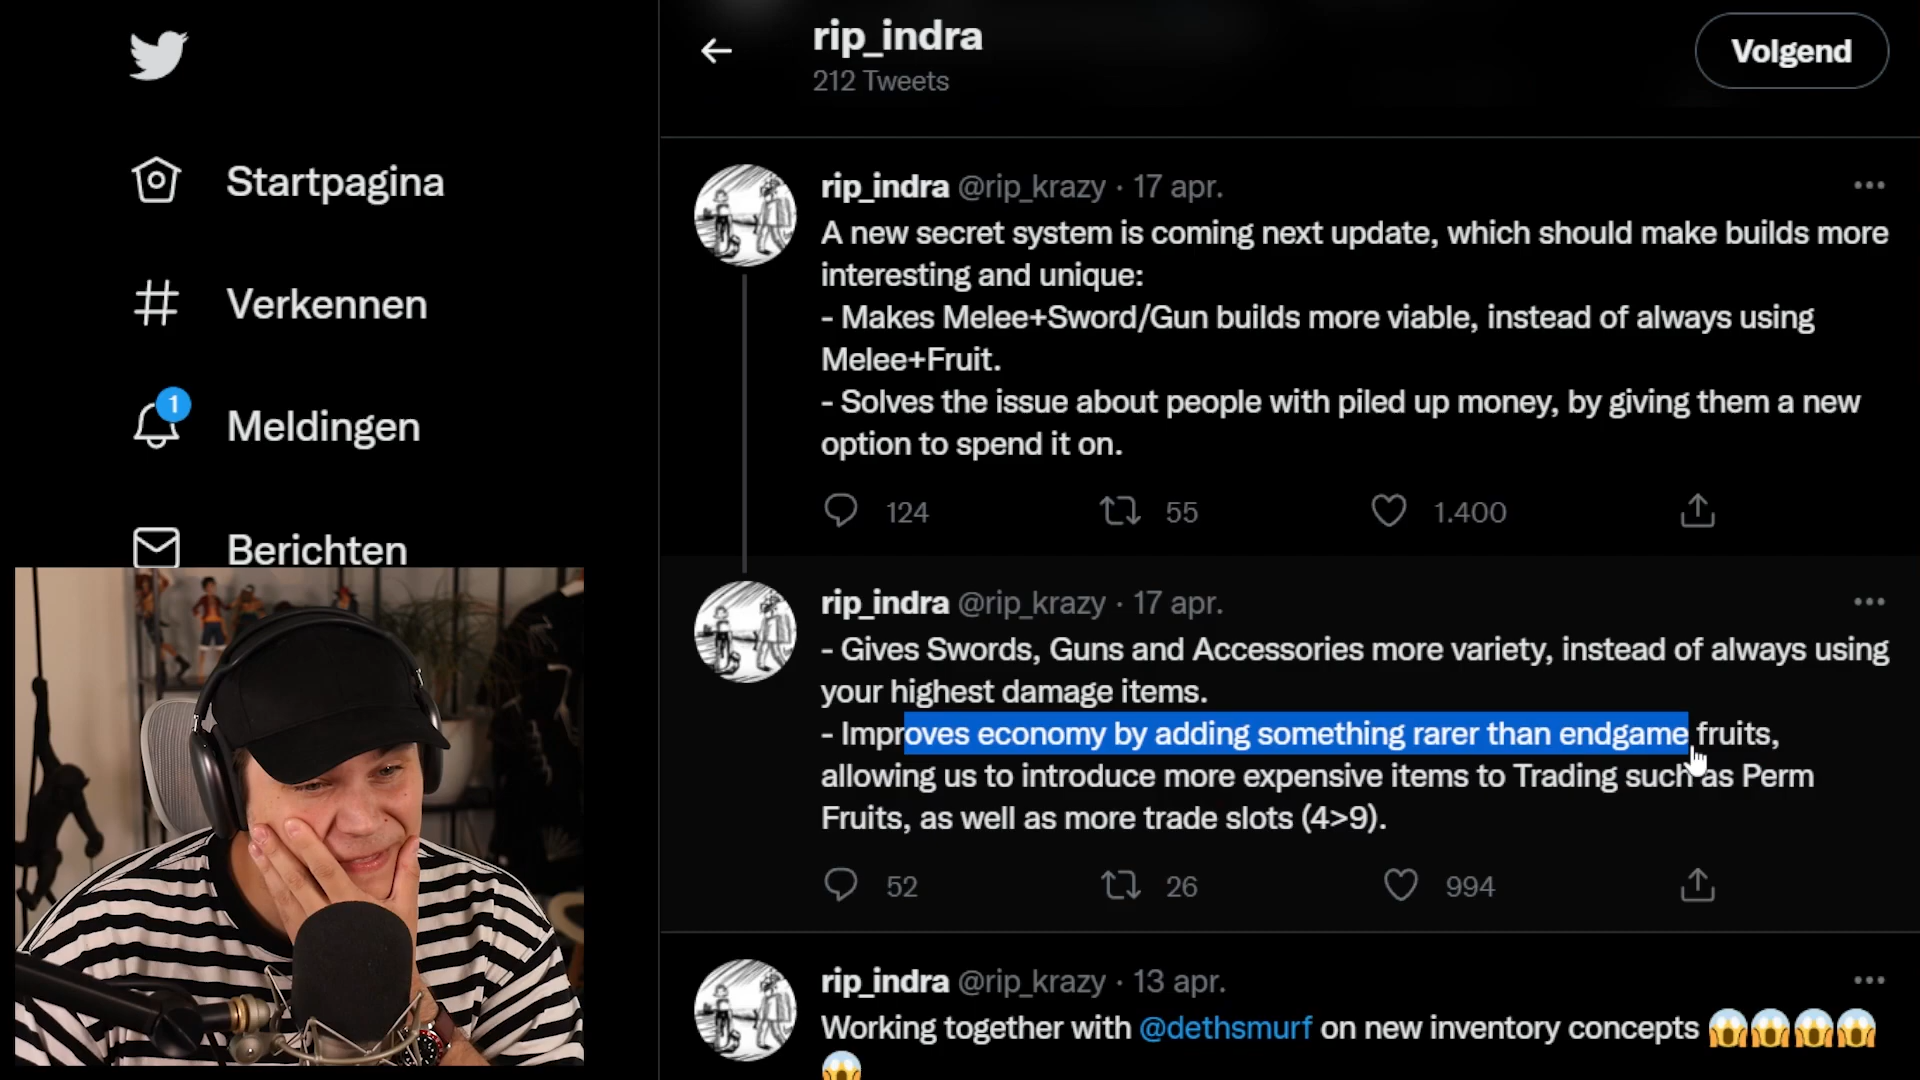 rip_indra
212 Tweets
Volgend
Startpagina
Verkennen
1
Meldingen
Berichten
rip_indra @rip_krazy · 17 apr.
A new secret system is coming next update, which should make builds more
interesting and unique:
- Makes Melee+Sword/Gun builds more viable, instead of always using
Melee+Fruit.
- Solves the issue about people with piled up money, by giving them a new
option to spend it on.
124 55 1.400
rip_indra @rip_krazy · 17 apr.
- Gives Swords, Guns and Accessories more variety, instead of always using
your highest damage items.
- Improves economy by adding something rarer than endgame fruits,
allowing us to introduce more expensive items to Trading such as Perm
Fruits, as well as more trade slots (4>9).
52 26 994
rip_indra @rip_krazy · 13 apr.
Working together with @dethsmurf on new inventory concepts 😱😱😱😱
😱